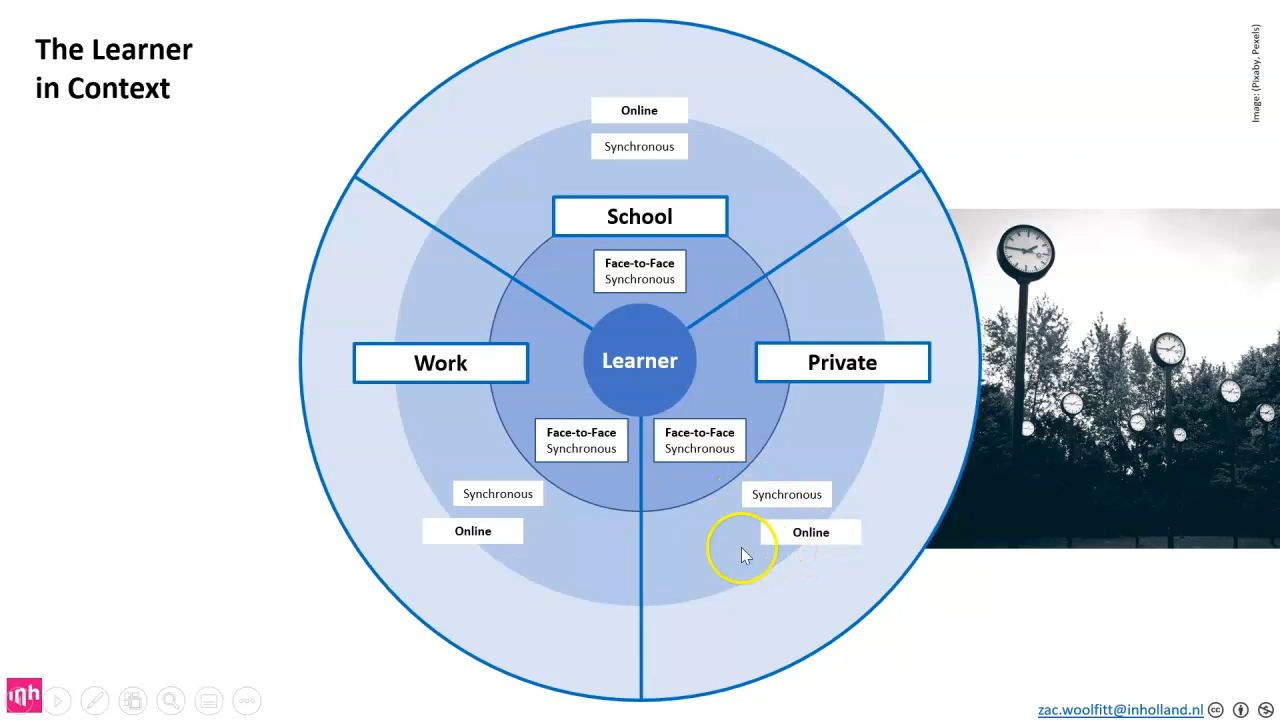 The Learner
in Context
Image: (Pixaby, Pexels)
Online
Synchronous
School
Face-to-Face
Synchronous
Work
Learner
Private
Face-to-Face
Synchronous
Face-to-Face
Synchronous
Synchronous
Online
Synchronous
Online
inh
zac.woolfitt@inholland.nl